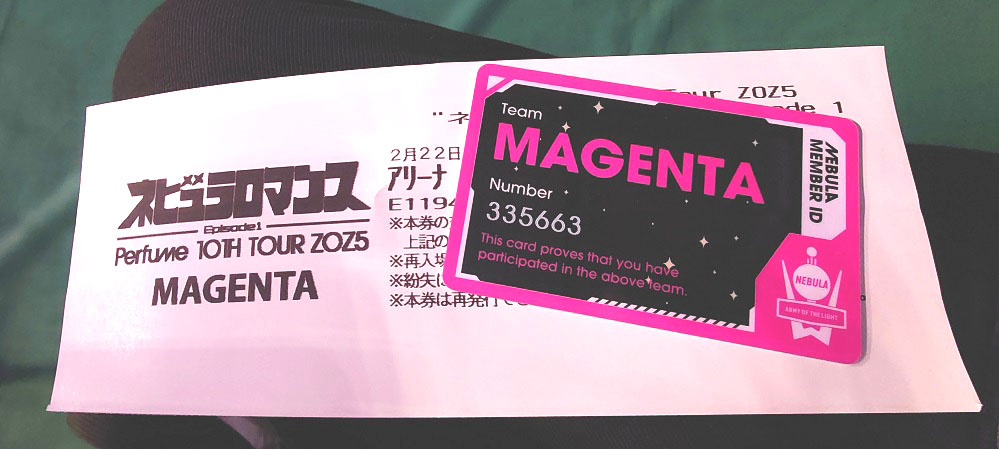 ネビュラロマンス
Episode1
Perfume 10TH TOUR ZOZ5
MAGENTA
Tour ZOZ5
"ネ
ode 1
2月22日
アリーナ
E1194
※本券の
上記の
※再入場
※紛失に
※本券は再発行で
Team
MAGENTA
Number
335663
This card proves that you have
participated in the above team.
NEBULA
MEMBER ID
NEBULA
ARMY OF THE LIGHT